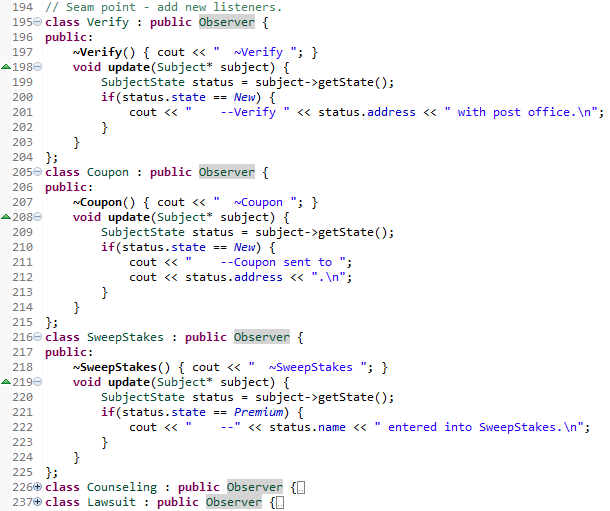 194 // Seam point - add new listeners.
195 class Verify : public Observer {
196 public:
197     ~Verify() { cout << "  ~Verify "; }
198     void update(Subject* subject) {
199         SubjectState status = subject->getState();
200         if(status.state == New) {
201             cout << "    --Verify " << status.address << " with post office.\n";
202         }
203     }
204 };
205 class Coupon : public Observer {
206 public:
207     ~Coupon() { cout << "  ~Coupon "; }
208     void update(Subject* subject) {
209         SubjectState status = subject->getState();
210         if(status.state == New) {
211             cout << "    --Coupon sent to ";
212             cout << status.address << ".\n";
213         }
214     }
215 };
216 class SweepStakes : public Observer {
217 public:
218     ~SweepStakes() { cout << "  ~SweepStakes "; }
219     void update(Subject* subject) {
220         SubjectState status = subject->getState();
221         if(status.state == Premium) {
222             cout << "    --" << status.name << " entered into SweepStakes.\n";
223         }
224     }
225 };
226 class Counseling : public Observer {
237 class Lawsuit : public Observer {